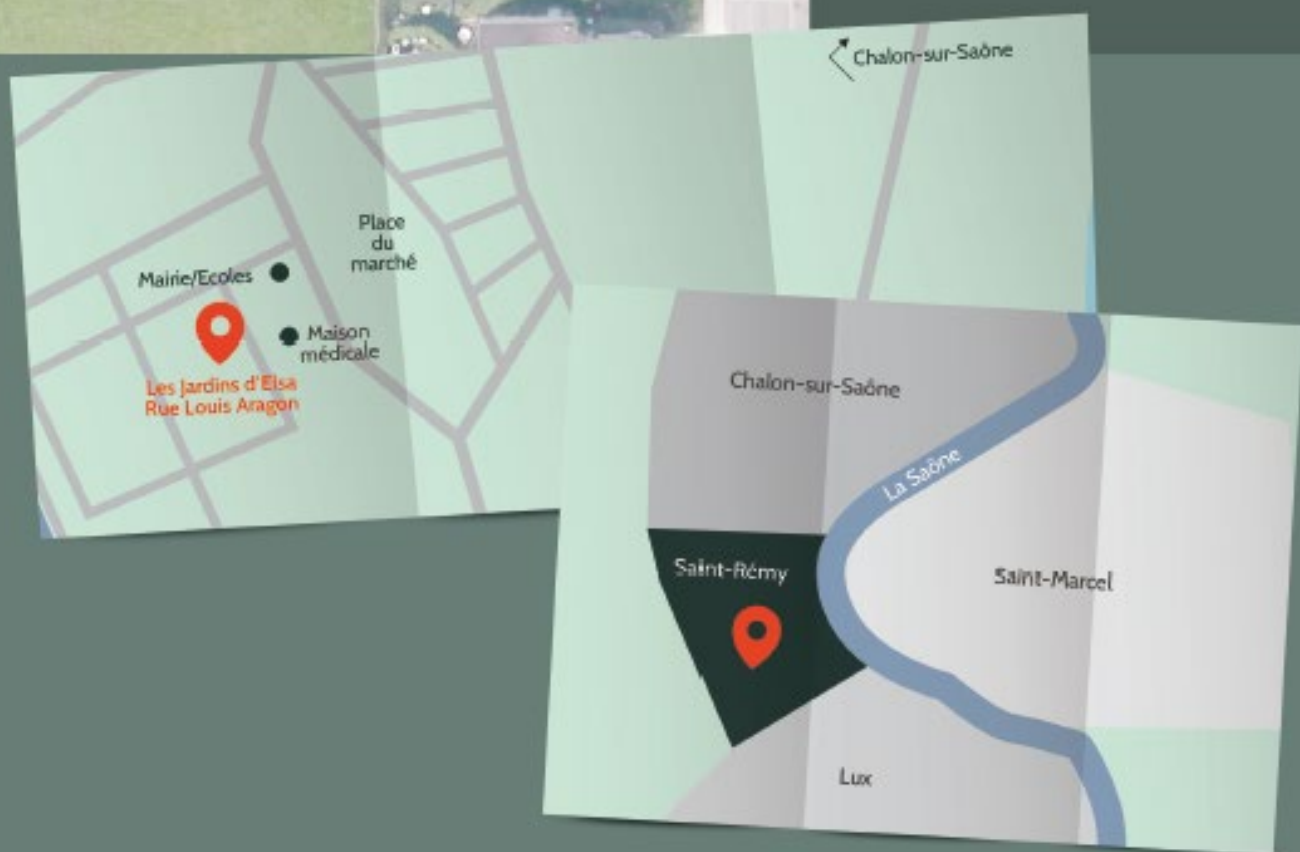 Chalon-sur-Saône
Place
du
marché
Mairie/Ecoles
Maison
médicale
Les Jardins d'Elsa
Rue Louis Aragon
Chalon-sur-Saône
La Saône
Saint-Rémy
Saint-Marcel
Lux